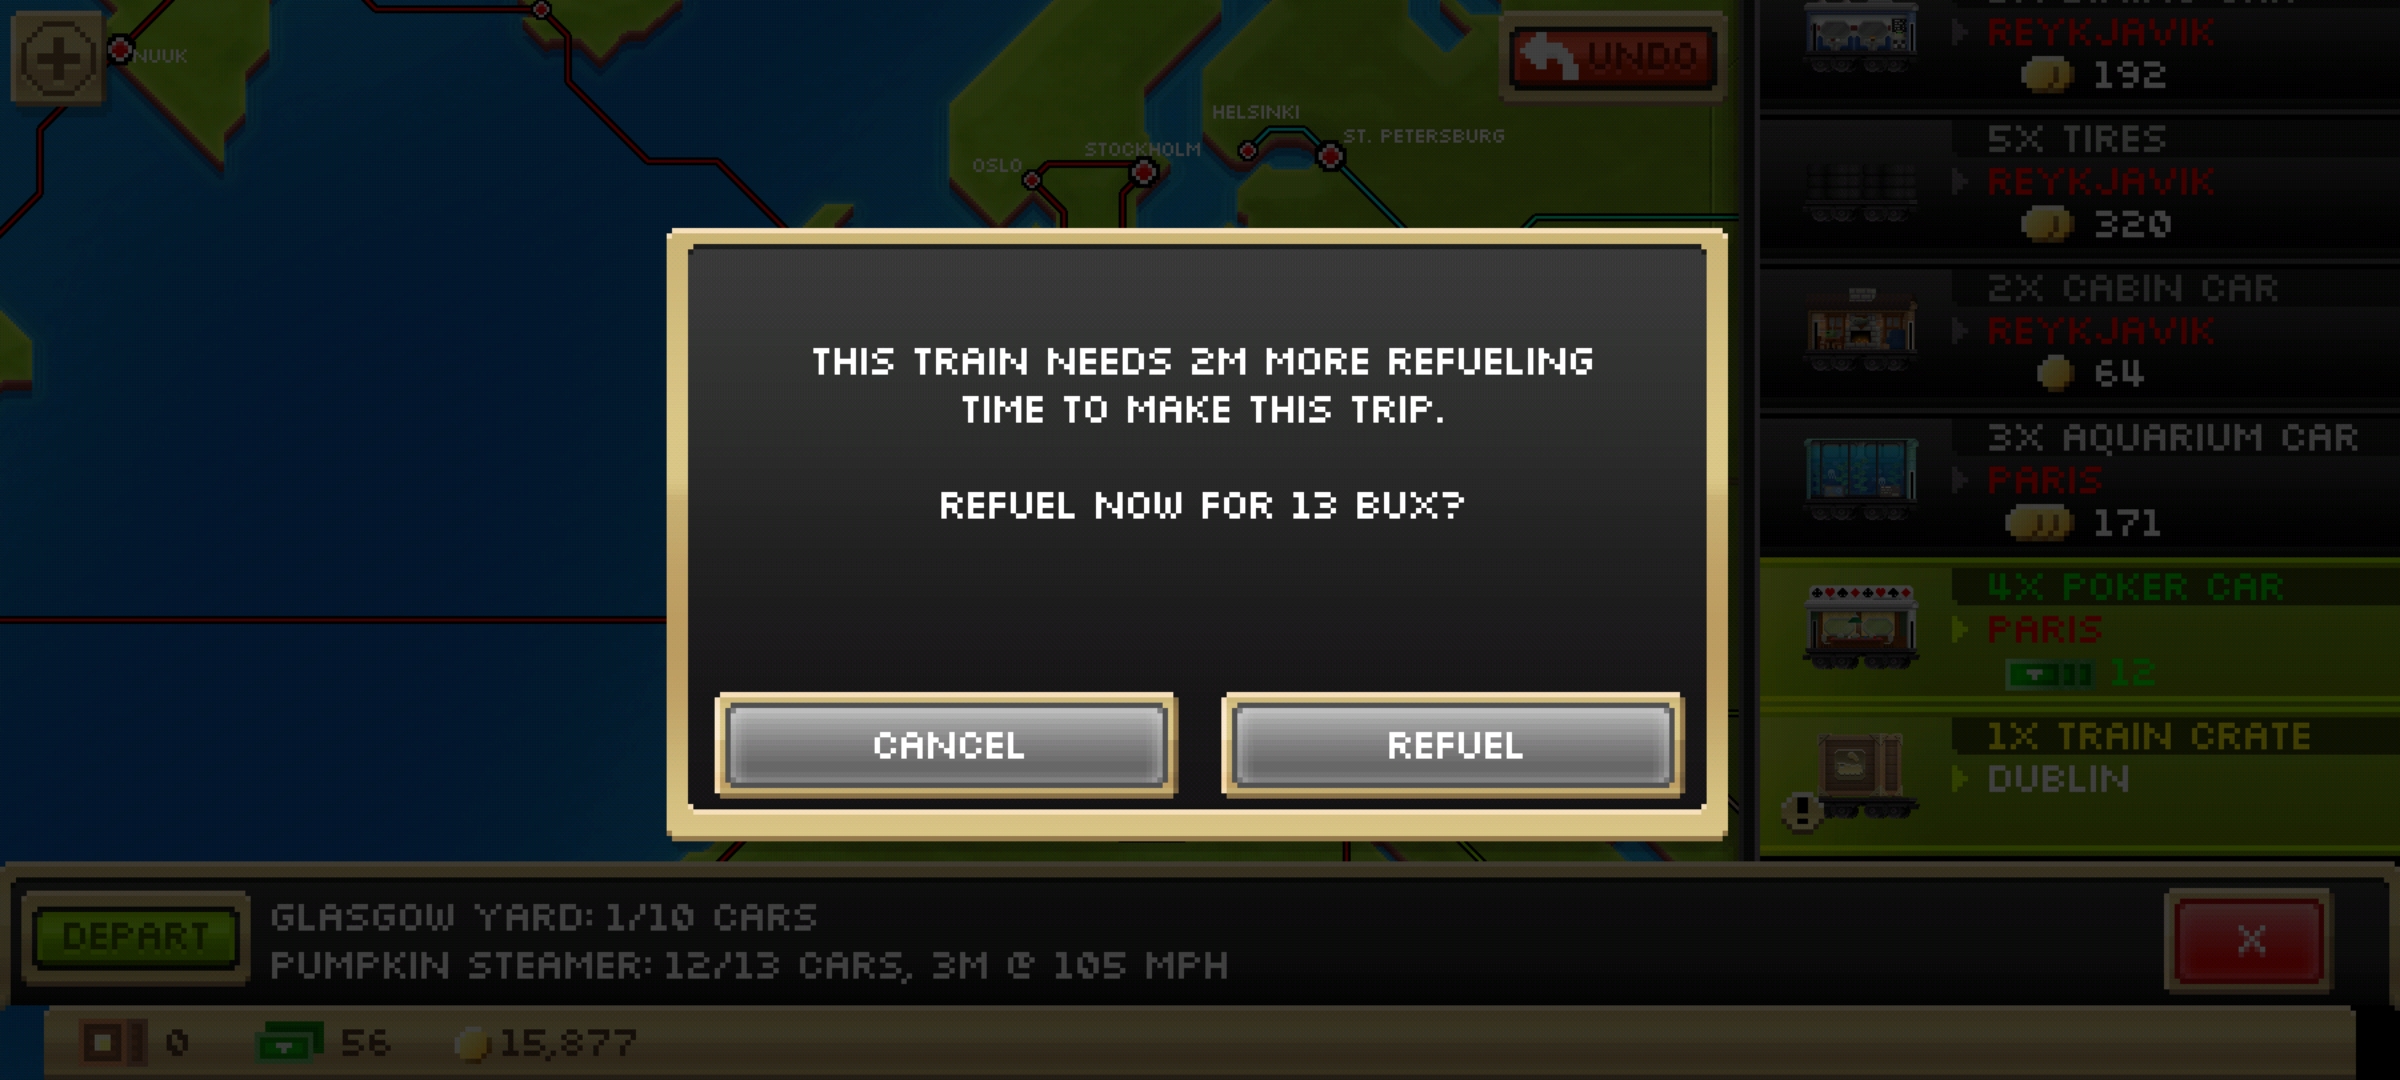 NUUK
UNDO
HELSINKI
ST. PETERSBURG
STOCKHOLM
OSLO
REYKJAVIK
192
5X TIRES
REYKJAVIK
320
2X CABIN CAR
REYKJAVIK
64
3X AQUARIUM CAR
PARIS
171
4X POKER CAR
PARIS
12
1X TRAIN CRATE
DUBLIN
THIS TRAIN NEEDS 2M MORE REFUELING
TIME TO MAKE THIS TRIP.
REFUEL NOW FOR 13 BUX?
CANCEL
REFUEL
DEPART
GLASGOW YARD: 1/10 CARS
PUMPKIN STEAMER: 12/13 CARS, 3M @ 105 MPH
X
0
56
15,877